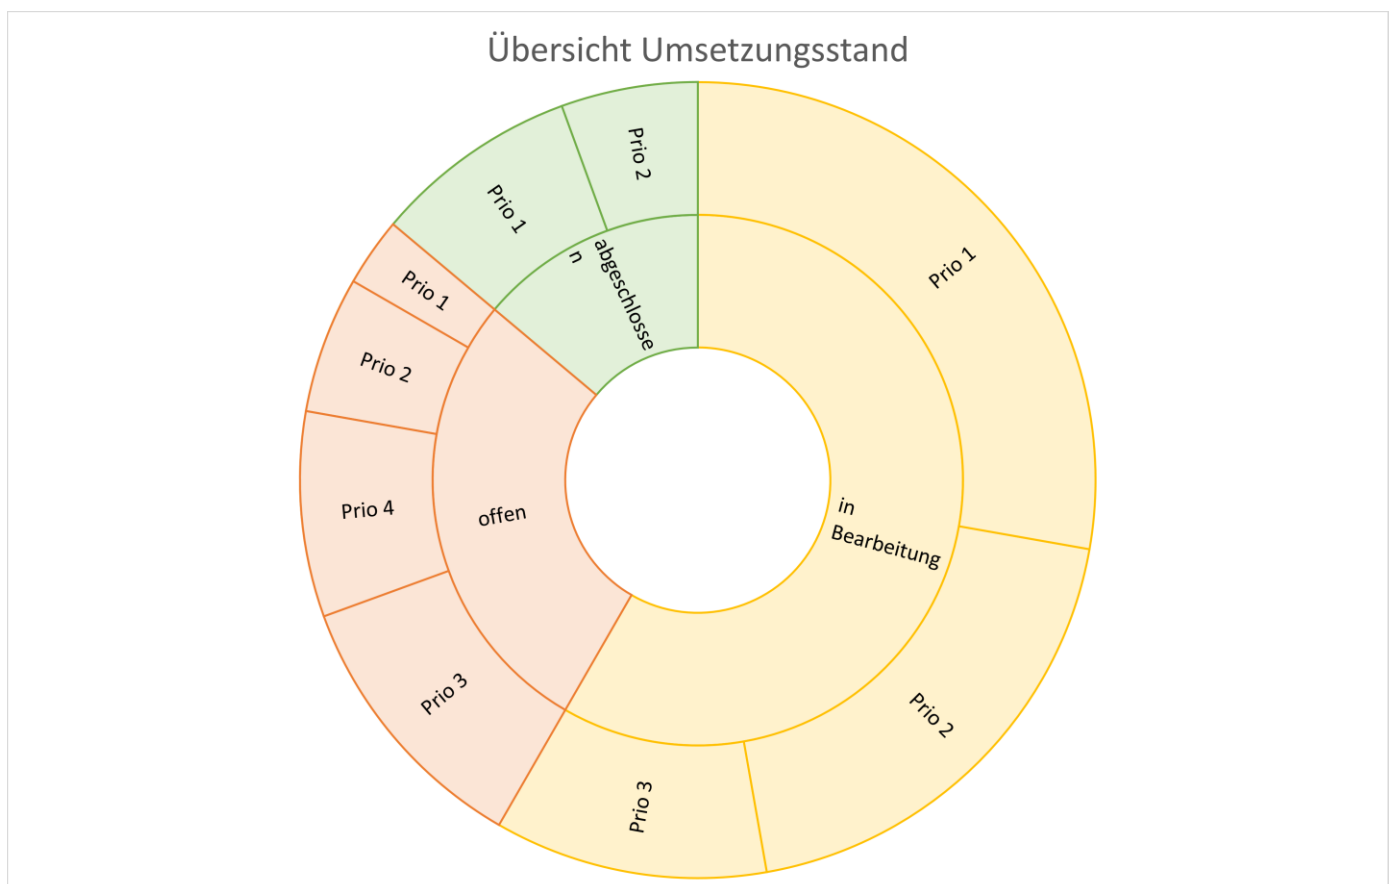 Übersicht Umsetzungsstand
Prio 1
Prio 2
Prio 3
in
Bearbeitung
Prio 3
Prio 4
Prio 2
Prio 1
offen
Prio 1
Prio 2
abgeschlosse
n